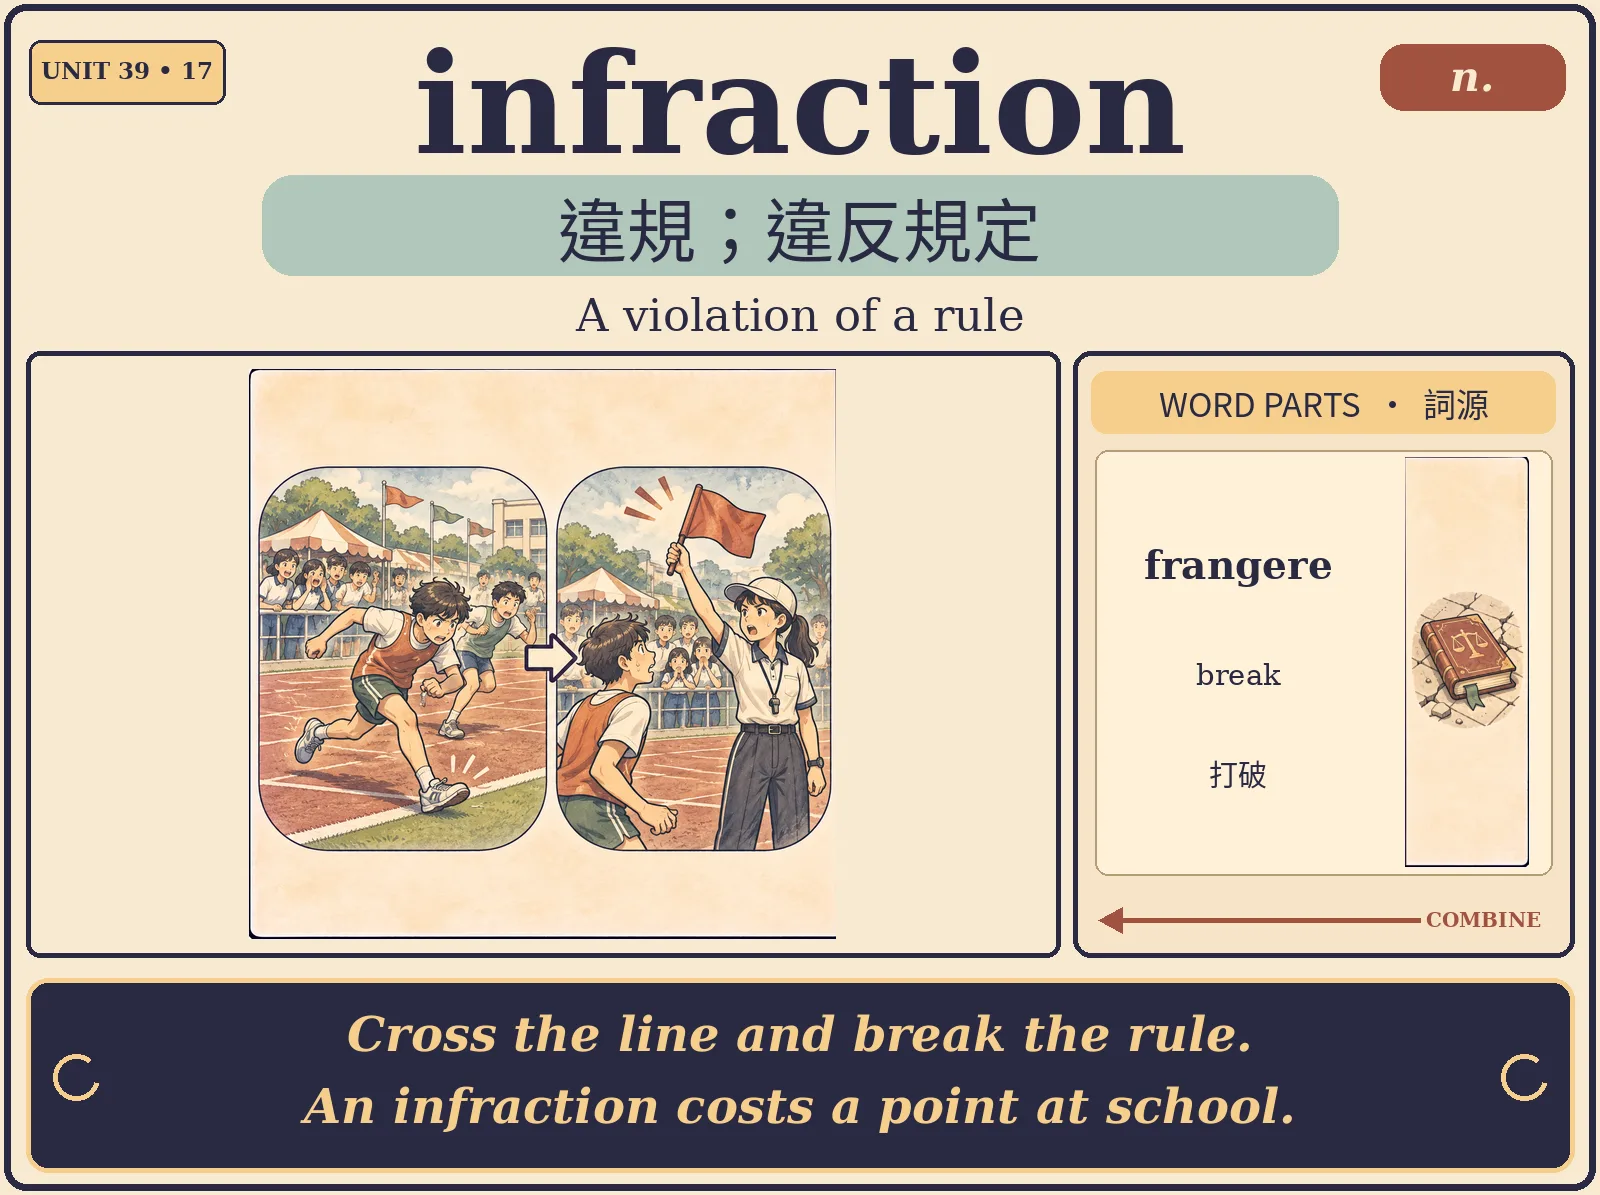 UNIT 39 • 17
infraction
n.
違規；違反規定
A violation of a rule
WORD PARTS ・ 詞源
frangere
break
打破
COMBINE
Cross the line and break the rule.
An infraction costs a point at school.